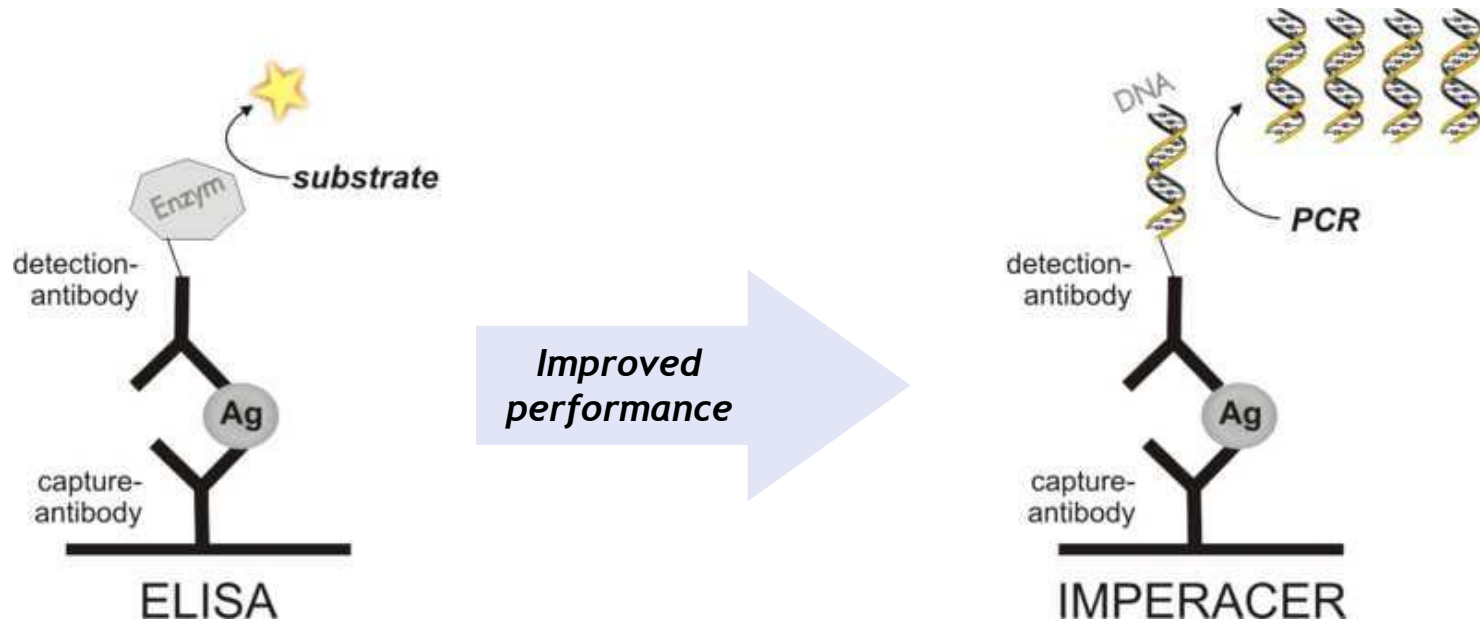 Enzym
substrate
detection-
antibody
Ag
capture-
antibody
ELISA
Improved
performance
DNA
PCR
detection-
antibody
Ag
capture-
antibody
IMPERACER